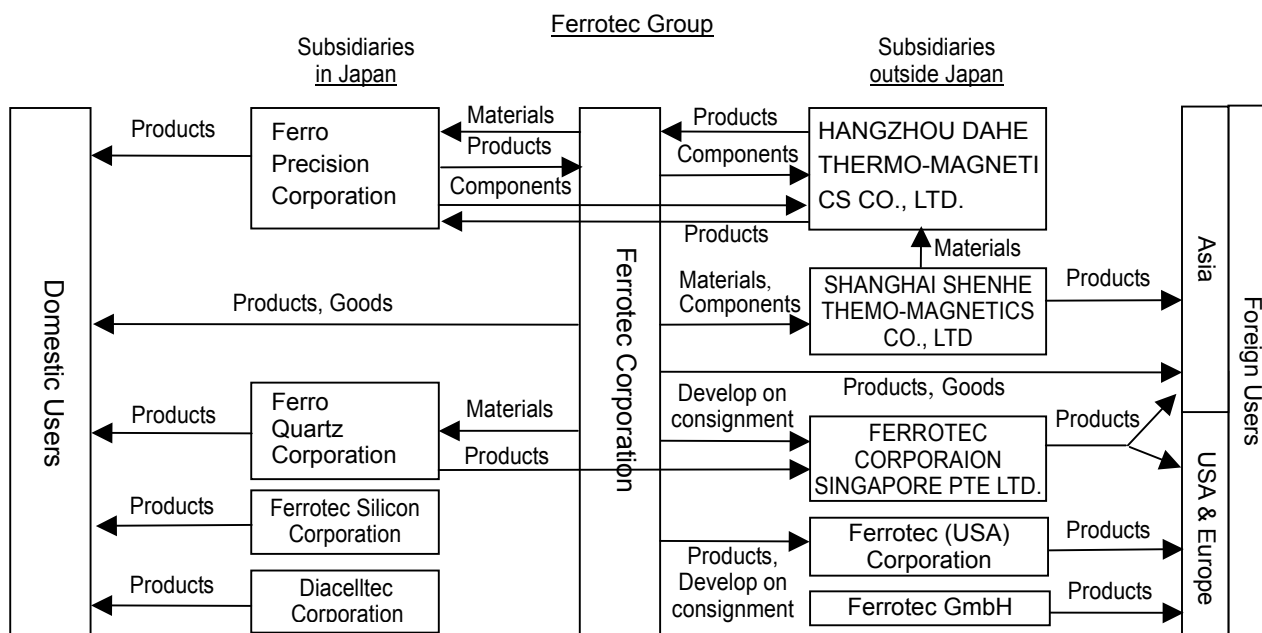 Ferrotec Group
Subsidiaries
in Japan
Subsidiaries
outside Japan
Domestic Users
Products
Ferro
Precision
Corporation
Materials
Products
Components
Products
Ferrotec Corporation
Products
Components
HANGZHOU DAHE
THERMO-MAGNETI
CS CO., LTD.
Materials
Products, Goods
Materials,
Components
SHANGHAI SHENHE
THEMO-MAGNETICS
CO., LTD
Products
Asia
Foreign Users
Products, Goods
Products
Ferro
Quartz
Corporation
Materials
Products
Develop on
consignment
FERROTEC
CORPORAION
SINGAPORE PTE LTD.
Products
USA & Europe
Products
Ferrotec Silicon
Corporation
Products,
Develop on
consignment
Ferrotec (USA)
Corporation
Products
Products
Diacelltec
Corporation
Ferrotec GmbH
Products